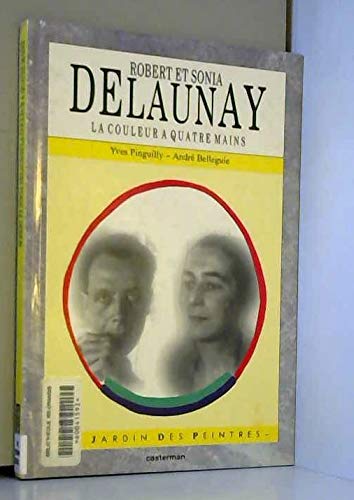 ROBERT ET SONIA
DELAUNAY
LA COULEUR A QUATRE MAINS
Yves Pinguilly - André Belleguie
JARDIN DES PEINTRES
casterman